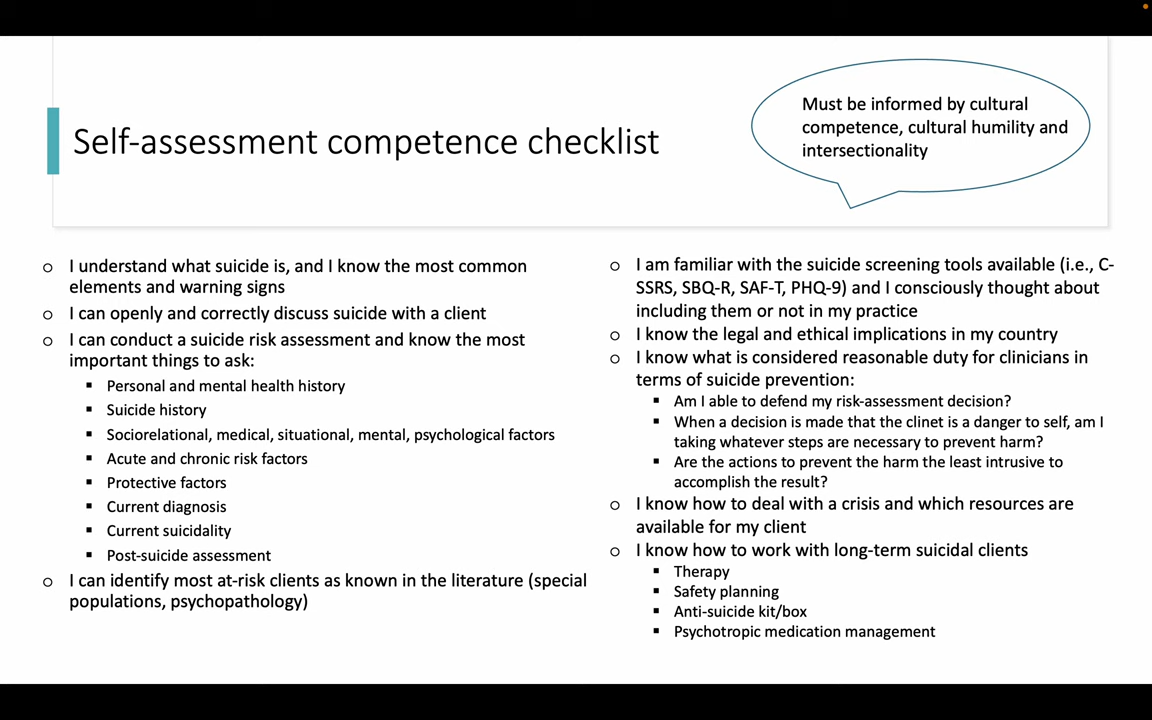 Self-assessment competence checklist
Must be informed by cultural
competence, cultural humility and
intersectionality
o I understand what suicide is, and I know the most common
elements and warning signs
o I can openly and correctly discuss suicide with a client
o I can conduct a suicide risk assessment and know the most
important things to ask:
▪ Personal and mental health history
▪ Suicide history
▪ Sociorelational, medical, situational, mental, psychological factors
▪ Acute and chronic risk factors
▪ Protective factors
▪ Current diagnosis
▪ Current suicidality
▪ Post-suicide assessment
o I can identify most at-risk clients as known in the literature (special
populations, psychopathology)
o I am familiar with the suicide screening tools available (i.e., C-
SSRS, SBQ-R, SAF-T, PHQ-9) and I consciously thought about
including them or not in my practice
o I know the legal and ethical implications in my country
o I know what is considered reasonable duty for clinicians in
terms of suicide prevention:
▪ Am I able to defend my risk-assessment decision?
▪ When a decision is made that the clinet is a danger to self, am I
taking whatever steps are necessary to prevent harm?
▪ Are the actions to prevent the harm the least intrusive to
accomplish the result?
o I know how to deal with a crisis and which resources are
available for my client
o I know how to work with long-term suicidal clients
▪ Therapy
▪ Safety planning
▪ Anti-suicide kit/box
▪ Psychotropic medication management